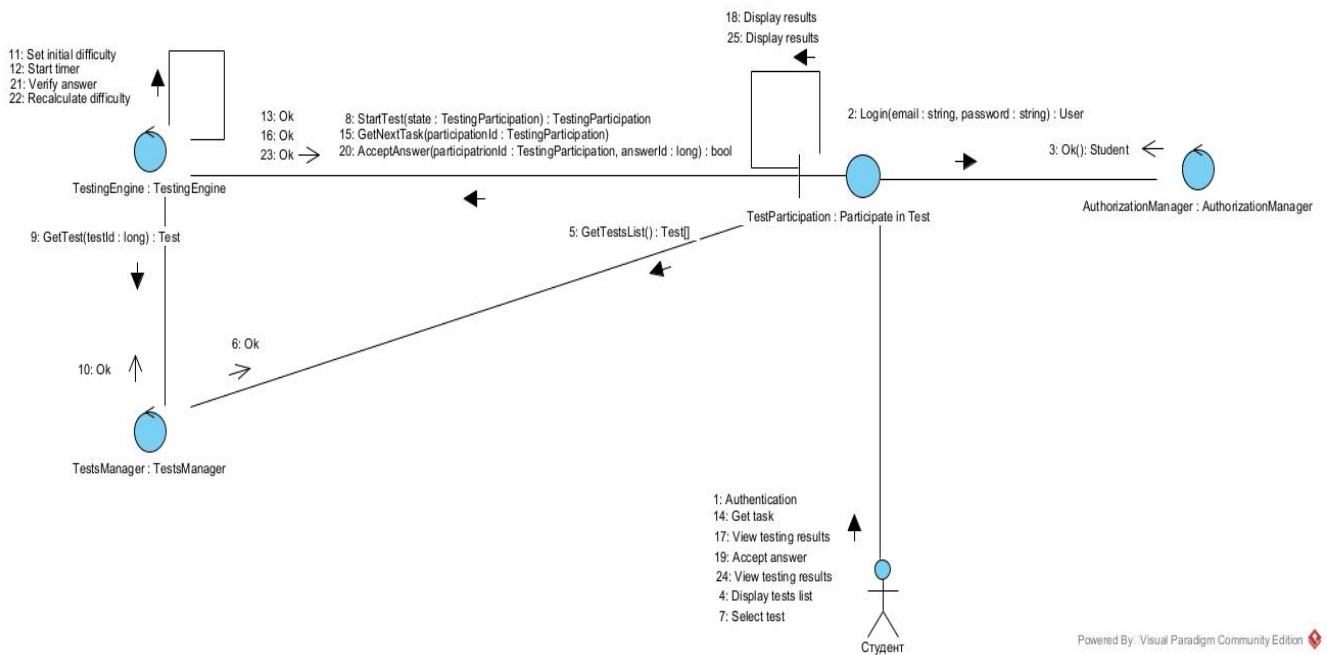 18: Display results
25: Display results
11: Set initial difficulty
12: Start timer
21: Verify answer
22: Recalculate difficulty
13: Ok
16: Ok
23: Ok
8: StartTest(state : TestingParticipation) : TestingParticipation
15: GetNextTask(participationId : TestingParticipation)
20: AcceptAnswer(participatrionId : TestingParticipation, answerId : long) : bool
2: Login(email : string, password : string) : User
3: Ok(): Student
TestingEngine : TestingEngine
TestParticipation : Participate in Test
AuthorizationManager : AuthorizationManager
9: GetTest(testId : long) : Test
5: GetTestsList() : Test[]
6: Ok
10: Ok
TestsManager : TestsManager
1: Authentication
14: Get task
17: View testing results
19: Accept answer
24: View testing results
4: Display tests list
7: Select test
Студент
Powered By Visual Paradigm Community Edition